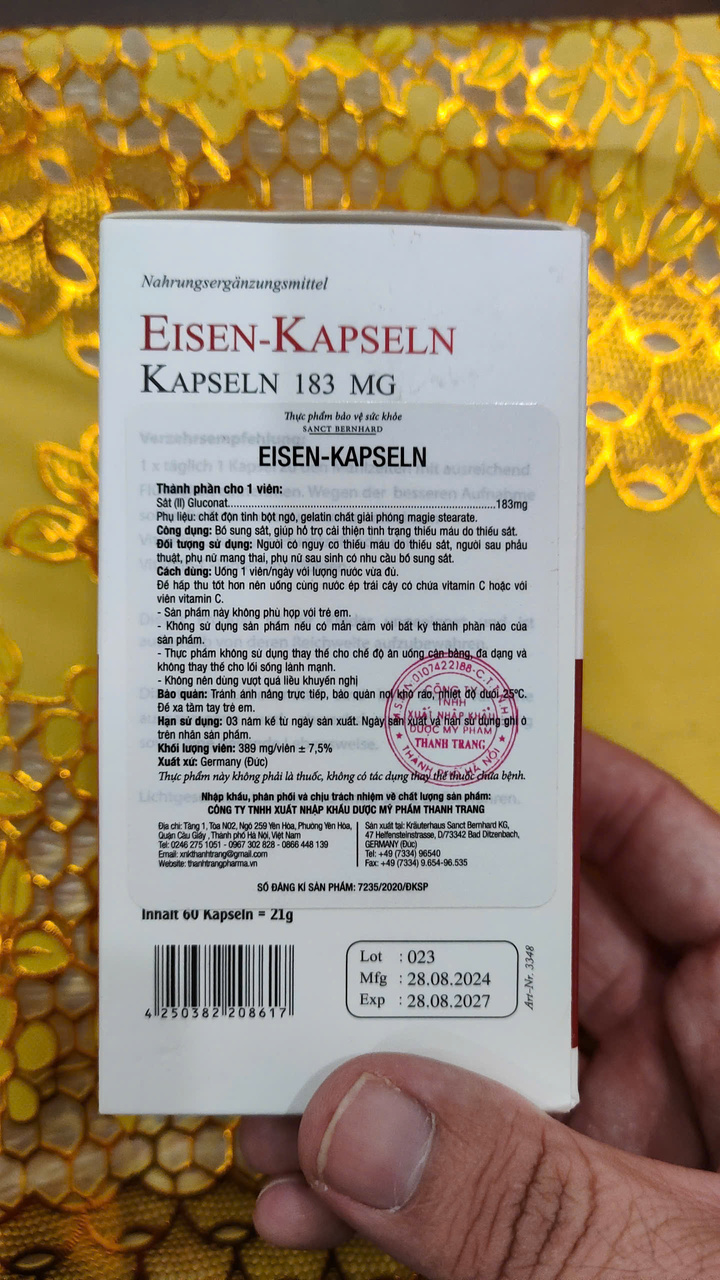 Nahrungsergänzungsmittel
EISEN-KAPSELN
KAPSELN 183 MG
Thực phẩm bảo vệ sức khỏe
SANCT BERNHARD
EISEN-KAPSELN
Verzehrsempfehlung:
Thành phần cho 1 viên:
Sắt (II) Gluconat....................................................................183mg
Phụ liệu: chất độn tinh bột ngô, gelatin chất giải phóng magie stearate.
Công dụng: Bổ sung sắt, giúp hỗ trợ cải thiện tình trạng thiếu máu do thiếu sắt.
Đối tượng sử dụng: Người có nguy cơ thiếu máu do thiếu sắt, người sau phẫu
thuật, phụ nữ mang thai, phụ nữ sau sinh có nhu cầu bổ sung sắt.
Cách dùng: Uống 1 viên/ngày với lượng nước vừa đủ.
Để hấp thu tốt hơn nên uống cùng nước ép trái cây có chứa vitamin C hoặc với
viên vitamin C.
- Sản phẩm này không phù hợp với trẻ em.
- Không sử dụng sản phẩm nếu có mẫn cảm với bất kỳ thành phần nào của
sản phẩm.
- Thực phẩm không sử dụng thay thế cho chế độ ăn uống cân bằng, đa dạng và
không thay thế cho lối sống lành mạnh.
- Không nên dùng vượt quá liều khuyến nghị
Bảo quản: Tránh ánh nắng trực tiếp, bảo quản nơi khô ráo, nhiệt độ dưới 25ºC.
Để xa tầm tay trẻ em.
Hạn sử dụng: 03 năm kể từ ngày sản xuất. Ngày sản xuất và hạn sử dụng ghi ở
trên nhãn sản phẩm.
Khối lượng viên: 389 mg/viên ± 7,5%
Xuất xứ: Germany (Đức)
Thực phẩm này không phải là thuốc, không có tác dụng thay thế thuốc chữa bệnh.
M.S.D.N:0107422188-C.T.T.N.H.H
CÔNG TY
TNHH
XUẤT NHẬP KHẨU
DƯỢC MỸ PHẨM
THANH TRANG
THÀNH PHỐ HÀ NỘI
Nhập khẩu, phân phối và chịu trách nhiệm về chất lượng sản phẩm:
CÔNG TY TNHH XUẤT NHẬP KHẨU DƯỢC MỸ PHẨM THANH TRANG
Địa chỉ: Tầng 1, Tòa N02, Ngõ 259 Yên Hòa, Phường Yên Hòa,
Quận Cầu Giấy , Thành phố Hà Nội, Việt Nam
Tel: 0246 275 1051 - 0967 302 828 - 0866 448 139
Email: xnkthanhtrang@gmail.com
Website: thanhtrangpharma.vn
Sản xuất tại: Kräuterhaus Sanct Bernhard KG,
47 Helfensteinstrasse, D/73342 Bad Ditzenbach,
GERMANY (Đức)
Tel: +49 (7334) 96540
Fax: +49 (7334) 9.654-96.535
SỐ ĐĂNG KÍ SẢN PHẨM: 7235/2020/ĐKSP
Inhalt 60 Kapseln = 21g
4 250382 208617
Lot : 023
Mfg : 28.08.2024
Exp : 28.08.2027
Art-Nr. 3348